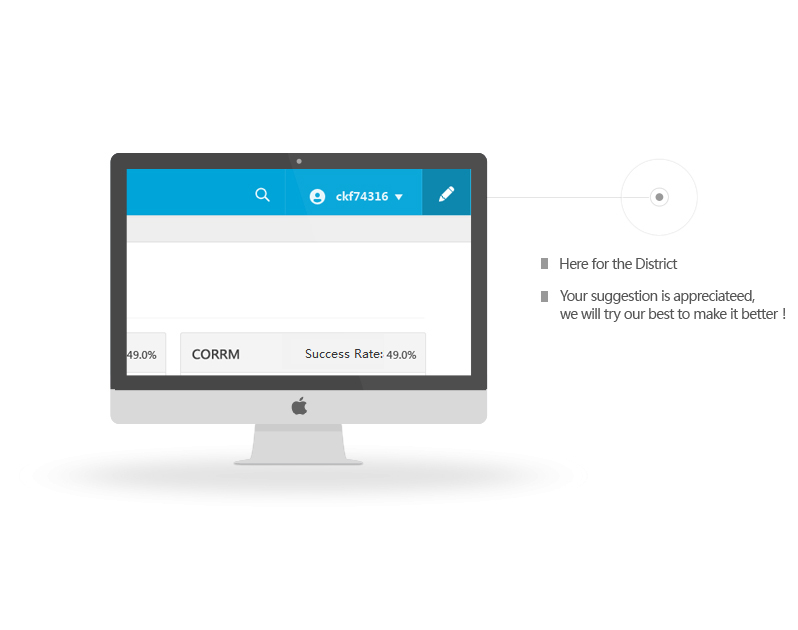 ckf74316
49.0%
CORRM
Success Rate: 49.0%
Here for the District
Your suggestion is appreciateed,
we will try our best to make it better !